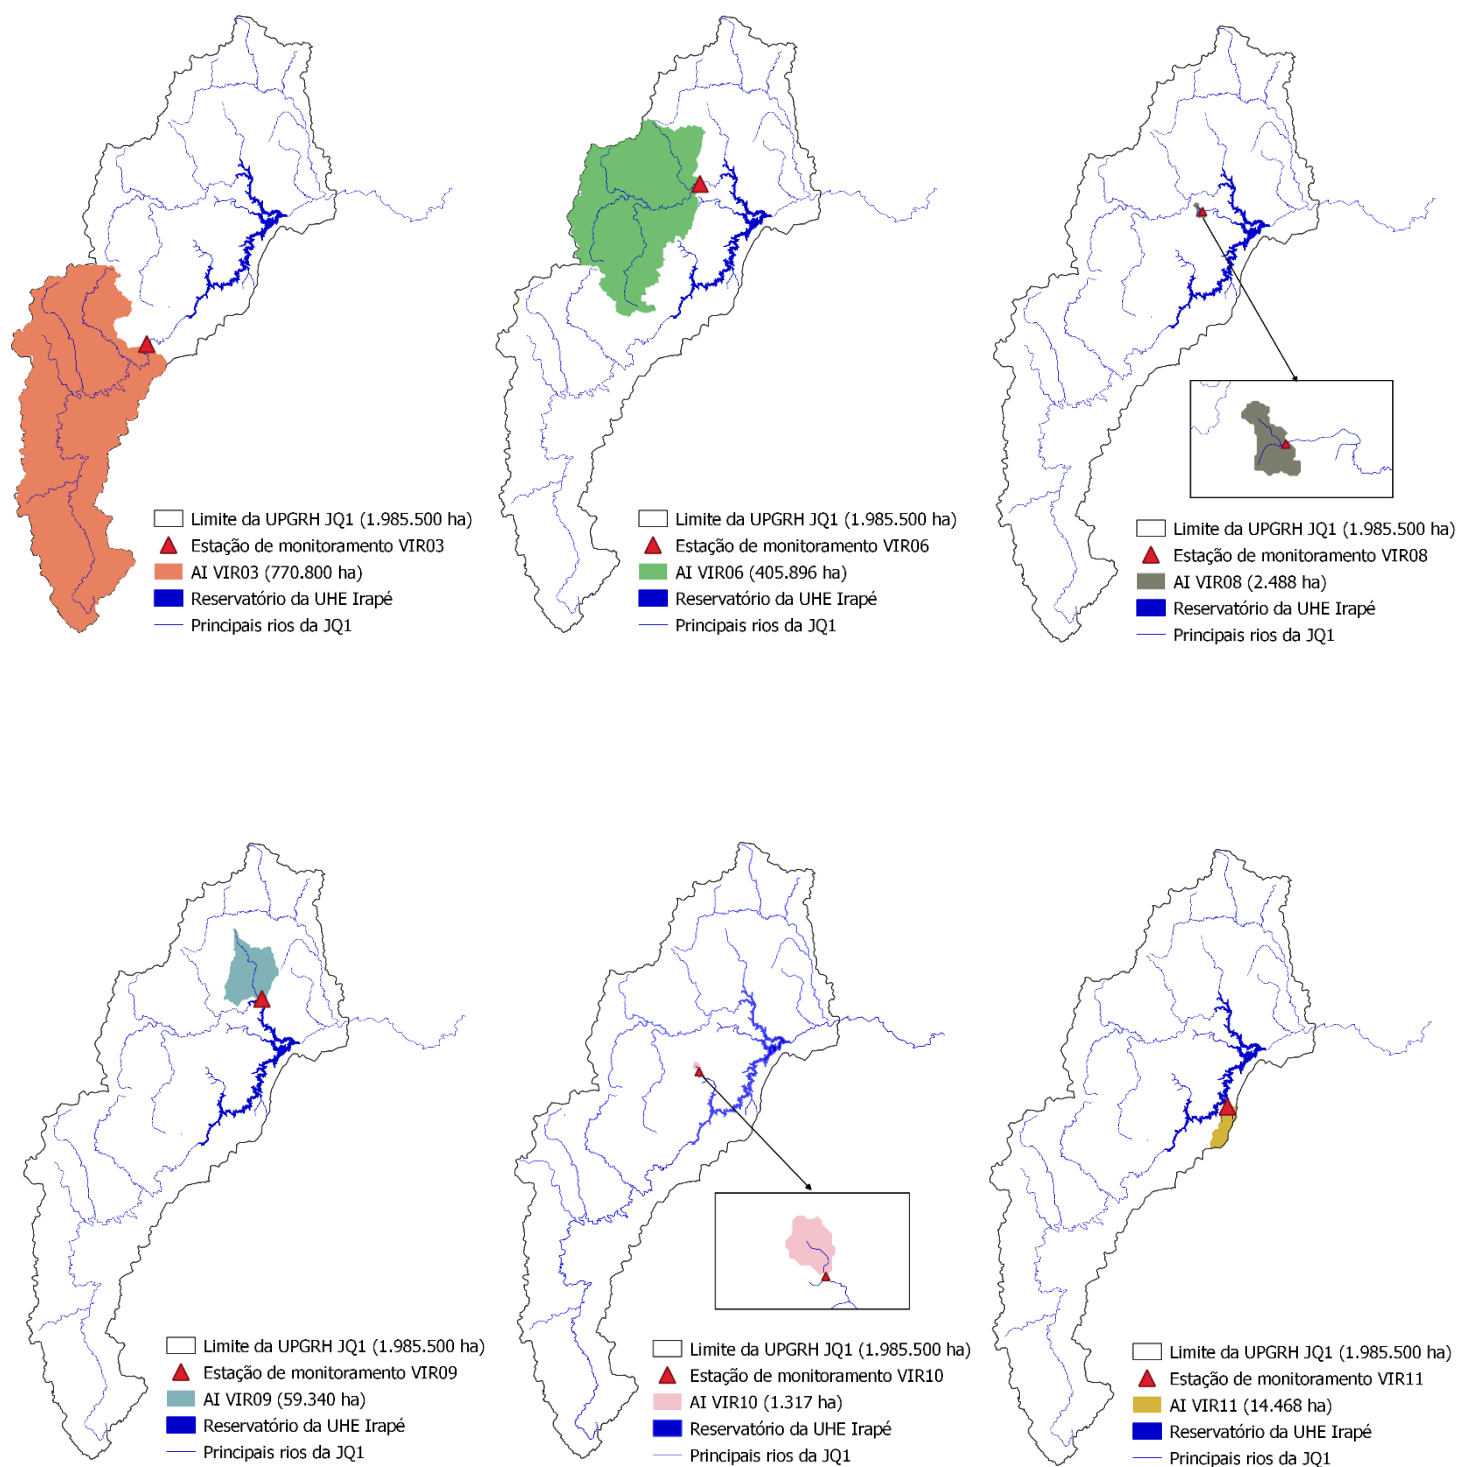 Limite da UPGRH JQ1 (1.985.500 ha)
Estação de monitoramento VIR03
AI VIR03 (770.800 ha)
Reservatório da UHE Irapé
Principais rios da JQ1
Limite da UPGRH JQ1 (1.985.500 ha)
Estação de monitoramento VIR06
AI VIR06 (405.896 ha)
Reservatório da UHE Irapé
Principais rios da JQ1
Limite da UPGRH JQ1 (1.985.500 ha)
Estação de monitoramento VIR08
AI VIR08 (2.488 ha)
Reservatório da UHE Irapé
Principais rios da JQ1
Limite da UPGRH JQ1 (1.985.500 ha)
Estação de monitoramento VIR09
AI VIR09 (59.340 ha)
Reservatório da UHE Irapé
Principais rios da JQ1
Limite da UPGRH JQ1 (1.985.500 ha)
Estação de monitoramento VIR10
AI VIR10 (1.317 ha)
Reservatório da UHE Irapé
Principais rios da JQ1
Limite da UPGRH JQ1 (1.985.500 ha)
Estação de monitoramento VIR11
AI VIR11 (14.468 ha)
Reservatório da UHE Irapé
Principais rios da JQ1